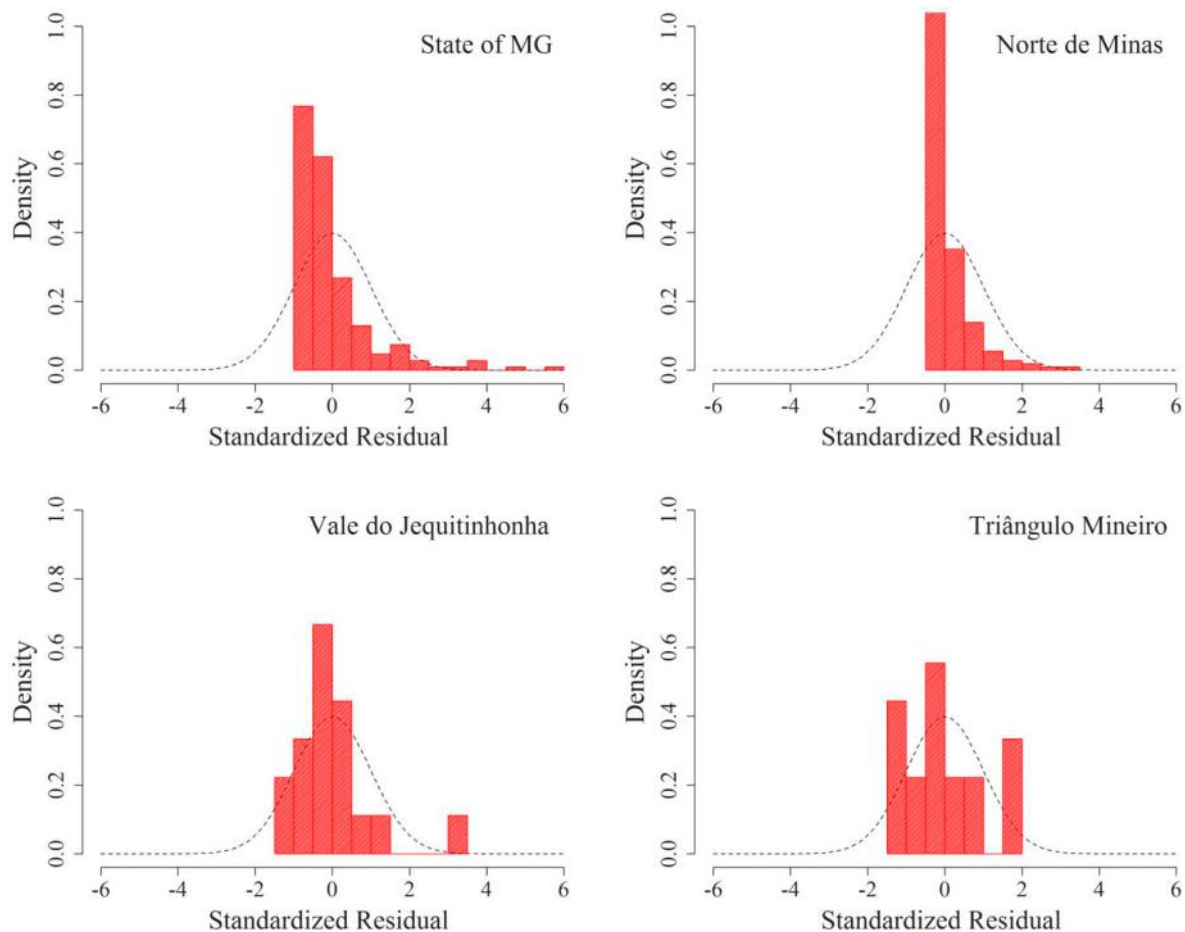 State of MG
Density
0.0 0.2 0.4 0.6 0.8 1.0
-6 -4 -2 0 2 4 6
Standardized Residual
Norte de Minas
Density
0.0 0.2 0.4 0.6 0.8 1.0
-6 -4 -2 0 2 4 6
Standardized Residual
Vale do Jequitinhonha
Density
0.0 0.2 0.4 0.6 0.8 1.0
-6 -4 -2 0 2 4 6
Standardized Residual
Triângulo Mineiro
Density
0.0 0.2 0.4 0.6 0.8 1.0
-6 -4 -2 0 2 4 6
Standardized Residual